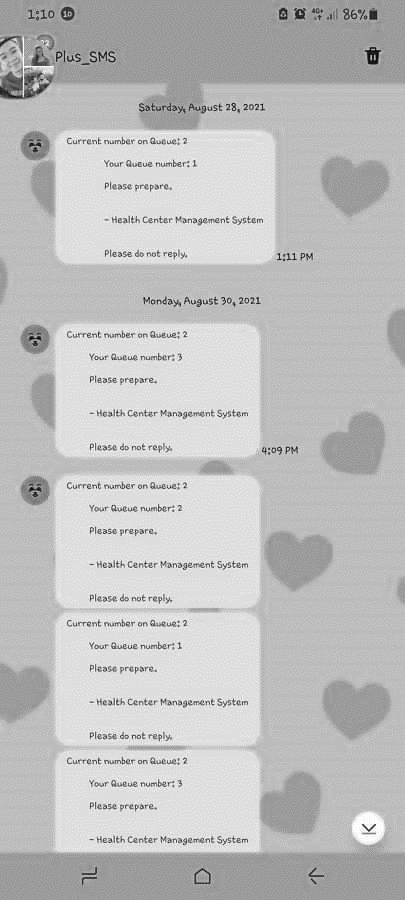 1:10 10 4G+ 86%
Plus_SMS
Saturday, August 28, 2021
Current number on Queue: 2
Your Queue number: 1
Please prepare.
- Health Center Management System
Please do not reply.
1:11 PM
Monday, August 30, 2021
Current number on Queue: 2
Your Queue number: 3
Please prepare.
- Health Center Management System
Please do not reply.
4:09 PM
Current number on Queue: 2
Your Queue number: 2
Please prepare.
- Health Center Management System
Please do not reply.
Current number on Queue: 2
Your Queue number: 1
Please prepare.
- Health Center Management System
Please do not reply.
Current number on Queue: 2
Your Queue number: 3
Please prepare.
- Health Center Management System